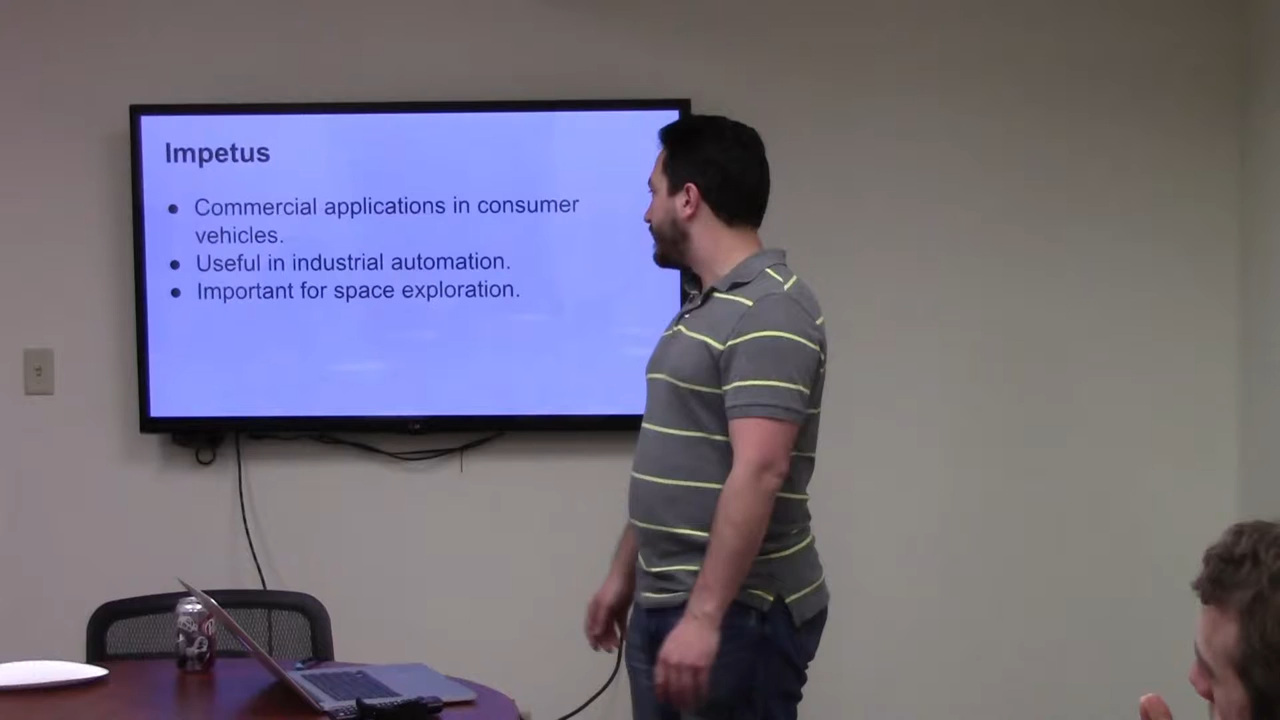 Impetus
● Commercial applications in consumer
vehicles.
● Useful in industrial automation.
● Important for space exploration.